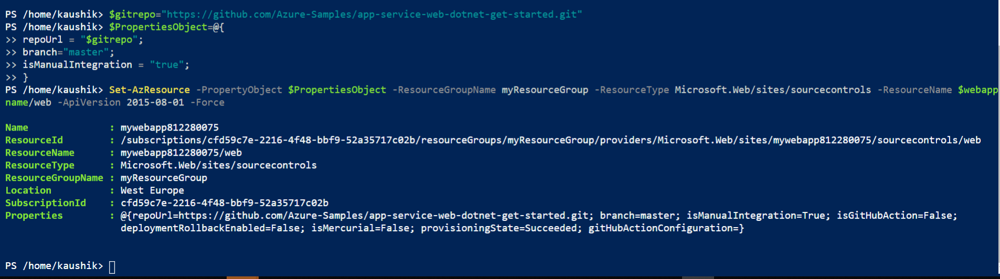 PS /home/kaushik> $gitrepo="https://github.com/Azure-Samples/app-service-web-dotnet-get-started.git"
PS /home/kaushik> $PropertiesObject=@{
>> repoUrl = "$gitrepo";
>> branch="master";
>> isManualIntegration = "true";
>> }
PS /home/kaushik> Set-AzResource -PropertyObject $PropertiesObject -ResourceGroupName myResourceGroup -ResourceType Microsoft.Web/sites/sourcecontrols -ResourceName $webapp
name/web -ApiVersion 2015-08-01 -Force
Name : mywebapp812280075
ResourceId : /subscriptions/cfd59c7e-2216-4f48-bbf9-52a35717c02b/resourceGroups/myResourceGroup/providers/Microsoft.Web/sites/mywebapp812280075/sourcecontrols/web
ResourceName : mywebapp812280075/web
ResourceType : Microsoft.Web/sites/sourcecontrols
ResourceGroupName : myResourceGroup
Location : West Europe
SubscriptionId : cfd59c7e-2216-4f48-bbf9-52a35717c02b
Properties : @{repoUrl=https://github.com/Azure-Samples/app-service-web-dotnet-get-started.git; branch=master; isManualIntegration=True; isGitHubAction=False;
deploymentRollbackEnabled=False; isMercurial=False; provisioningState=Succeeded; gitHubActionConfiguration=}
PS /home/kaushik>